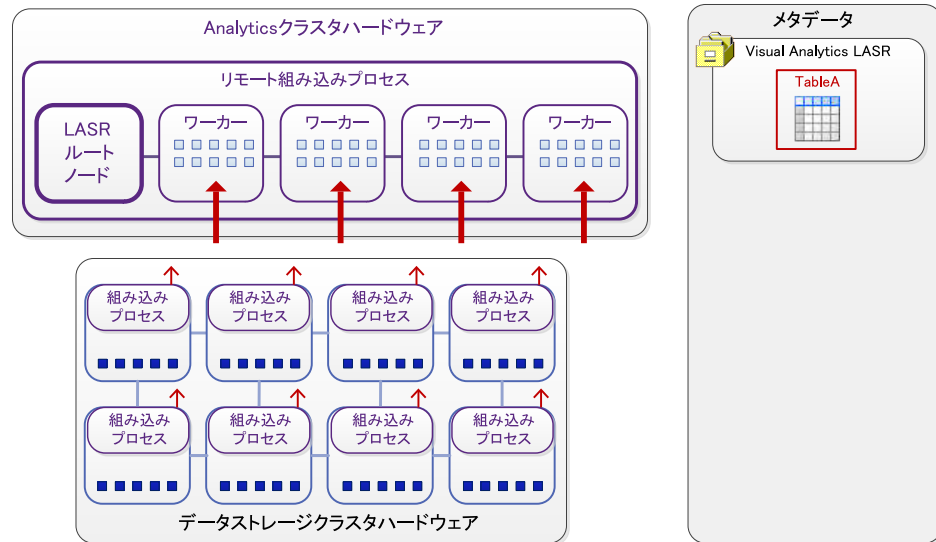 Analyticsクラスタハードウェア
リモート組み込みプロセス
LASR
ルート
ノード
ワーカー
ワーカー
ワーカー
ワーカー
組み込み
プロセス
組み込み
プロセス
組み込み
プロセス
組み込み
プロセス
組み込み
プロセス
組み込み
プロセス
組み込み
プロセス
組み込み
プロセス
データストレージクラスタハードウェア
メタデータ
Visual Analytics LASR
TableA